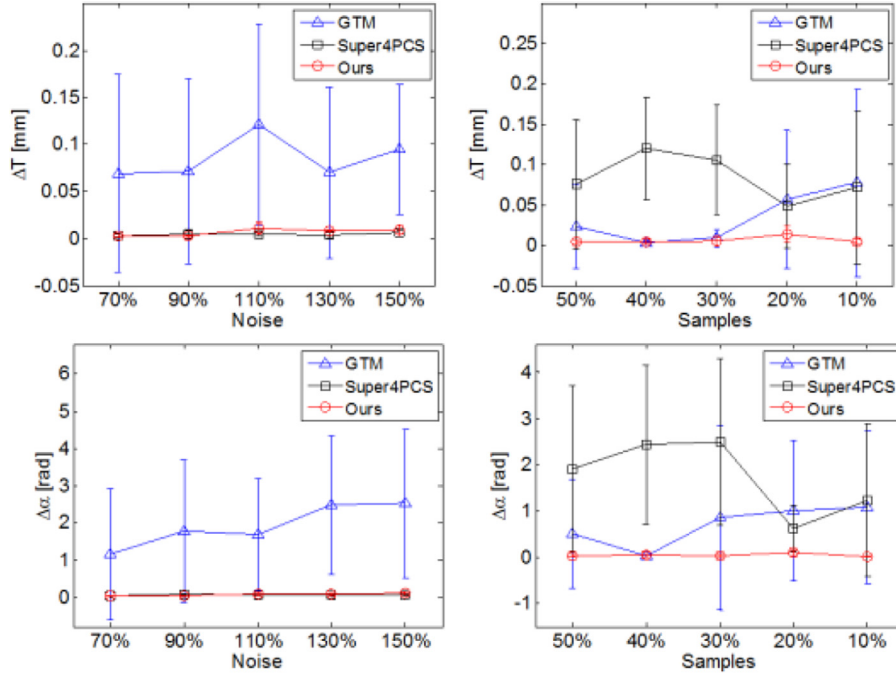 GTM
Super4PCS
Ours
0.2
0.15
0.1
0.05
0
-0.05
ΔT [mm]
70% 90% 110% 130% 150%
Noise
GTM
Super4PCS
Ours
0.25
0.2
0.15
0.1
0.05
0
-0.05
ΔT [mm]
50% 40% 30% 20% 10%
Samples
GTM
Super4PCS
Ours
6
5
4
3
2
1
0
Δα [rad]
70% 90% 110% 130% 150%
Noise
GTM
Super4PCS
Ours
4
3
2
1
0
-1
Δα [rad]
50% 40% 30% 20% 10%
Samples